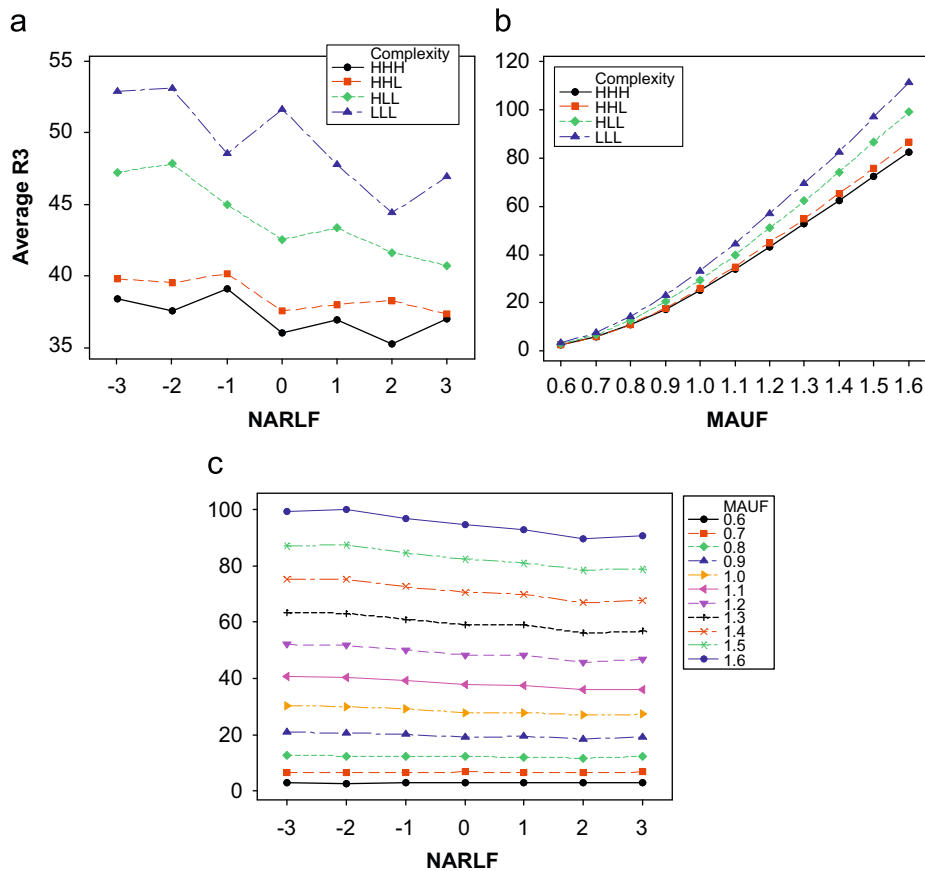 a
Average R3
55
50
45
40
35
-3 -2 -1 0 1 2 3
NARLF
Complexity
HHH
HHL
HLL
LLL
b
120
100
80
60
40
20
0
0.6 0.7 0.8 0.9 1.0 1.1 1.2 1.3 1.4 1.5 1.6
MAUF
Complexity
HHH
HHL
HLL
LLL
c
100
80
60
40
20
0
-3 -2 -1 0 1 2 3
NARLF
MAUF
0.6
0.7
0.8
0.9
1.0
1.1
1.2
1.3
1.4
1.5
1.6